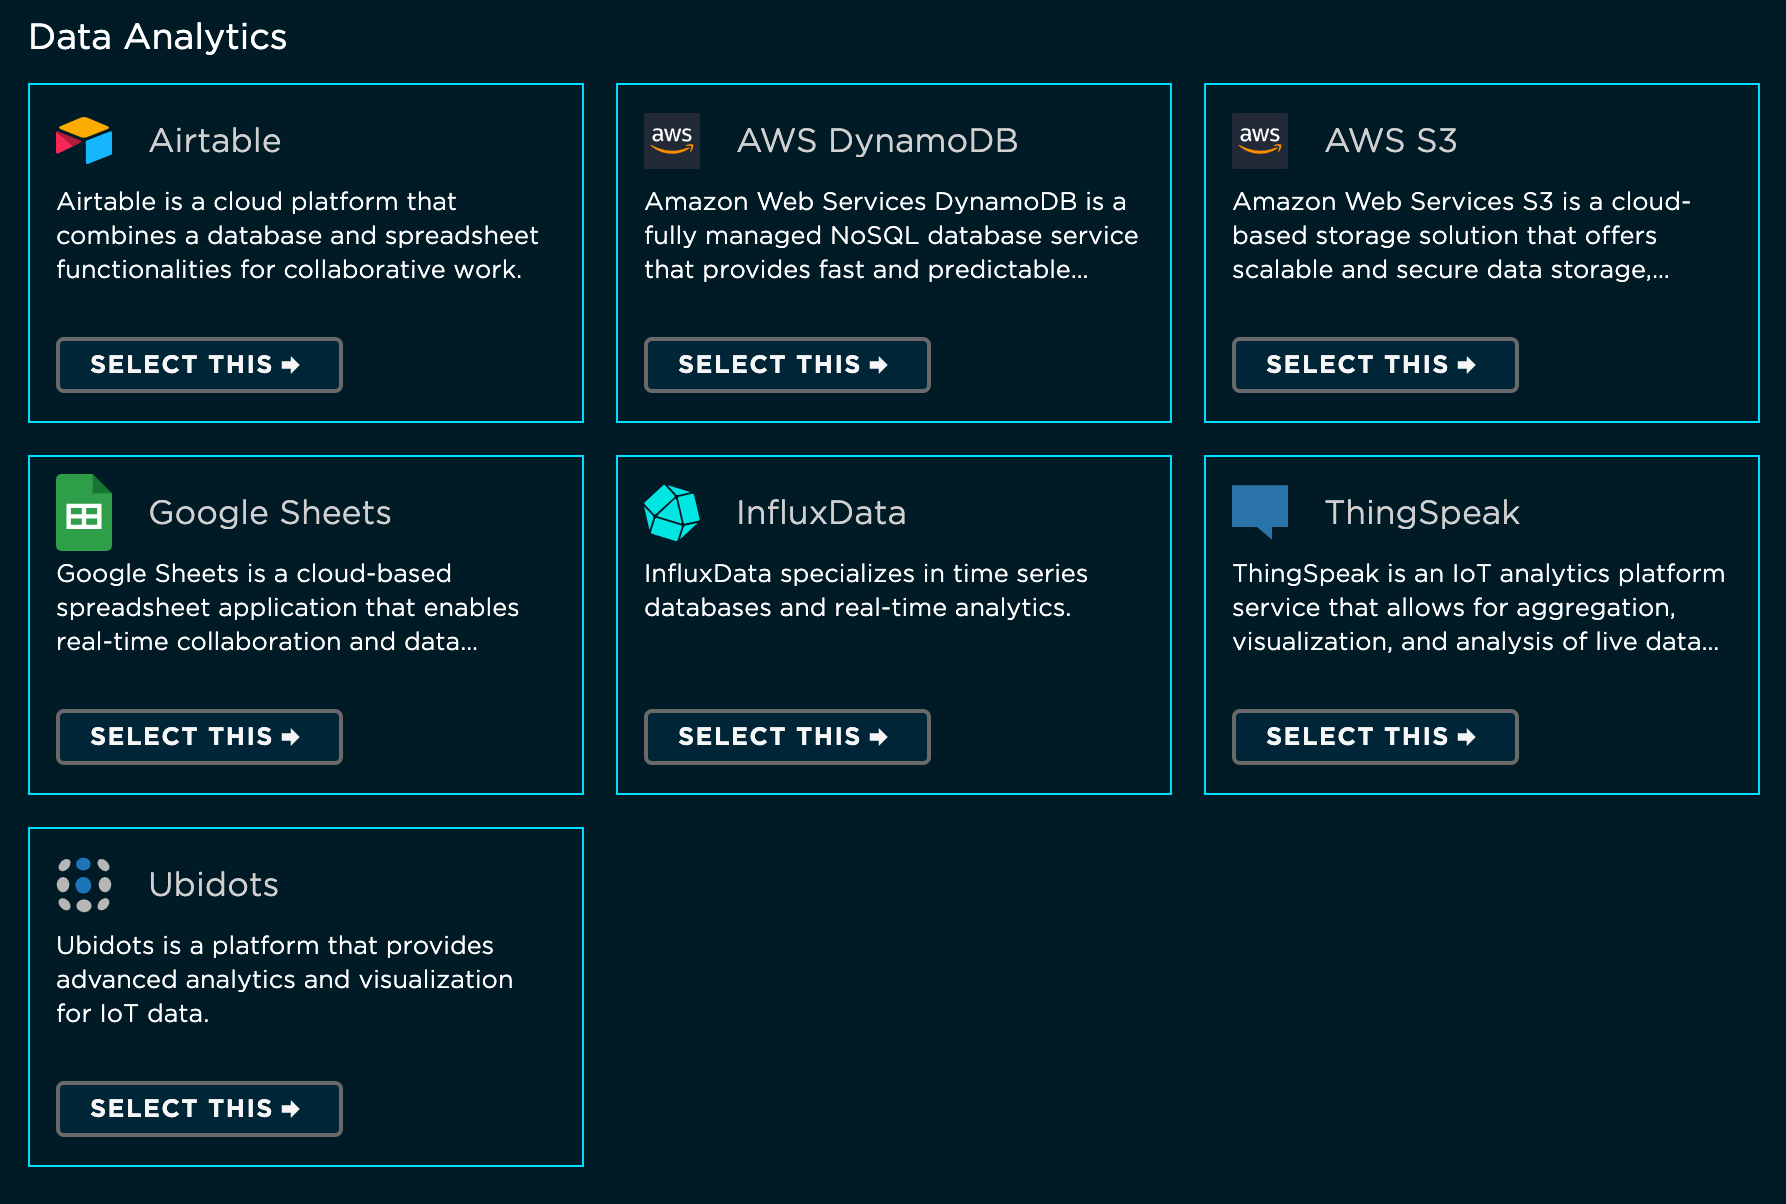 Data Analytics
Airtable
Airtable is a cloud platform that
combines a database and spreadsheet
functionalities for collaborative work.
SELECT THIS ➡
aws
AWS DynamoDB
Amazon Web Services DynamoDB is a
fully managed NoSQL database service
that provides fast and predictable...
SELECT THIS ➡
aws
AWS S3
Amazon Web Services S3 is a cloud-
based storage solution that offers
scalable and secure data storage,...
SELECT THIS ➡
Google Sheets
Google Sheets is a cloud-based
spreadsheet application that enables
real-time collaboration and data...
SELECT THIS ➡
InfluxData
InfluxData specializes in time series
databases and real-time analytics.
SELECT THIS ➡
ThingSpeak
ThingSpeak is an IoT analytics platform
service that allows for aggregation,
visualization, and analysis of live data...
SELECT THIS ➡
Ubidots
Ubidots is a platform that provides
advanced analytics and visualization
for IoT data.
SELECT THIS ➡